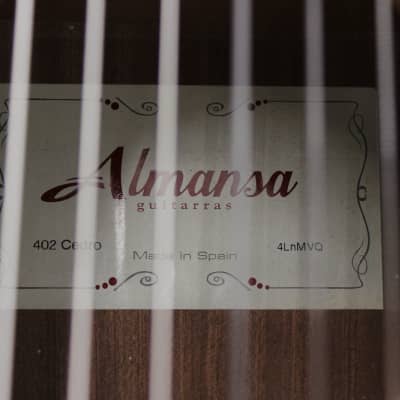 Almansa
guitarras
402 Cedro
Made In Spain
4LnMVQ